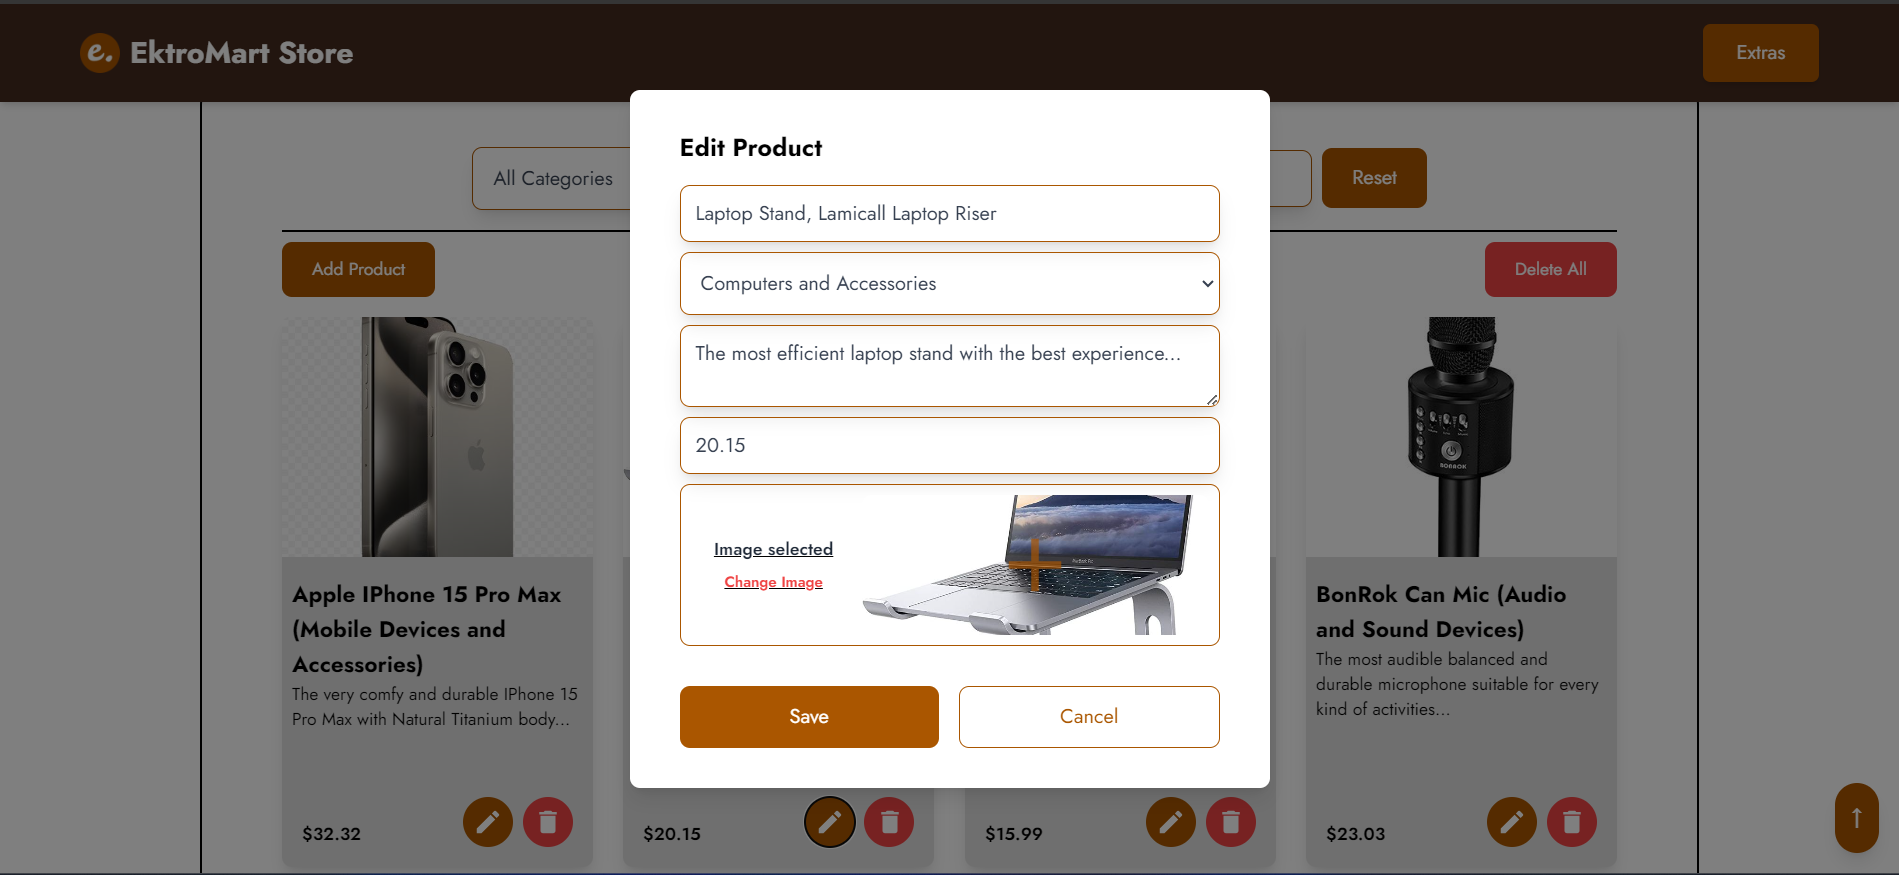 e. EktroMart Store
Extras
All Categories
Reset
Add Product
Delete All
Edit Product
Laptop Stand, Lamicall Laptop Riser
Computers and Accessories
The most efficient laptop stand with the best experience...
20.15
Image selected
Change Image
Save
Cancel
Apple IPhone 15 Pro Max
(Mobile Devices and
Accessories)
The very comfy and durable IPhone 15
Pro Max with Natural Titanium body...
$32.32
$20.15
$15.99
BONROK
BonRok Can Mic (Audio
and Sound Devices)
The most audible balanced and
durable microphone suitable for every
kind of activities...
$23.03